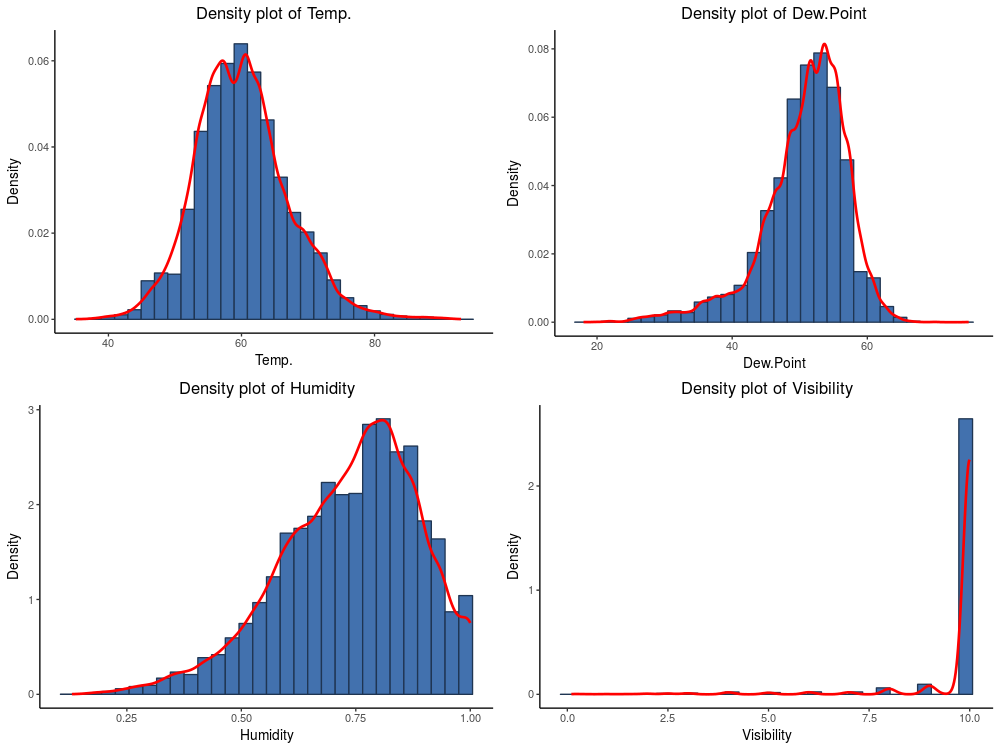 Density plot of Temp.
Density
0.06
0.04
0.02
0.00
40
60
80
Temp.
Density plot of Dew.Point
Density
0.08
0.06
0.04
0.02
0.00
20
40
60
Dew.Point
Density plot of Humidity
Density
3
2
1
0
0.25
0.50
0.75
1.00
Humidity
Density plot of Visibility
Density
2
1
0
0.0
2.5
5.0
7.5
10.0
Visibility